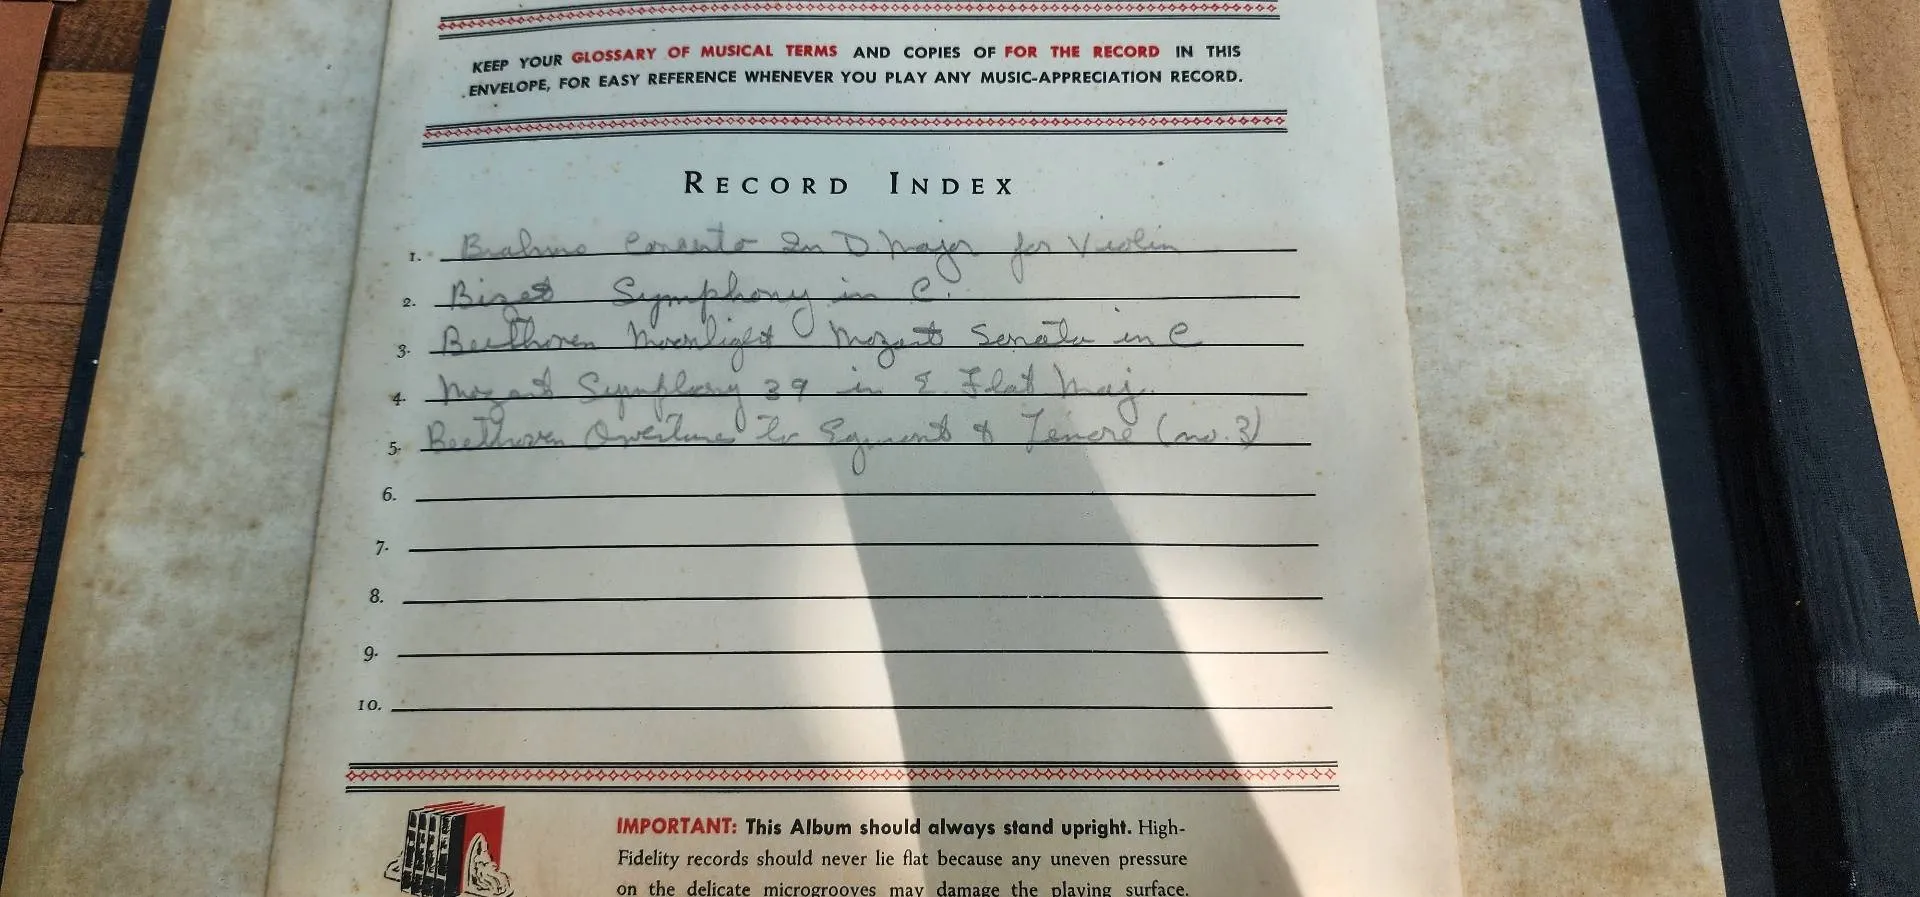 KEEP YOUR GLOSSARY OF MUSICAL TERMS AND COPIES OF FOR THE RECORD IN THIS
ENVELOPE, FOR EASY REFERENCE WHENEVER YOU PLAY ANY MUSIC-APPRECIATION RECORD.
RECORD INDEX
1. Brahms Concerto In D. Major for Violin
2. Bizet Symphony in C.
3. Beethoven Moonlight Mozart Sonata in C
4. Mozart Symphony 39 in E. Flat Maj.
5. Beethoven Overture to Egmont & Lenore (no. 3)
6.
7.
8.
9.
10.
IMPORTANT: This Album should always stand upright. High-
Fidelity records should never lie flat because any uneven pressure
on the delicate microgrooves may damage the playing surface.